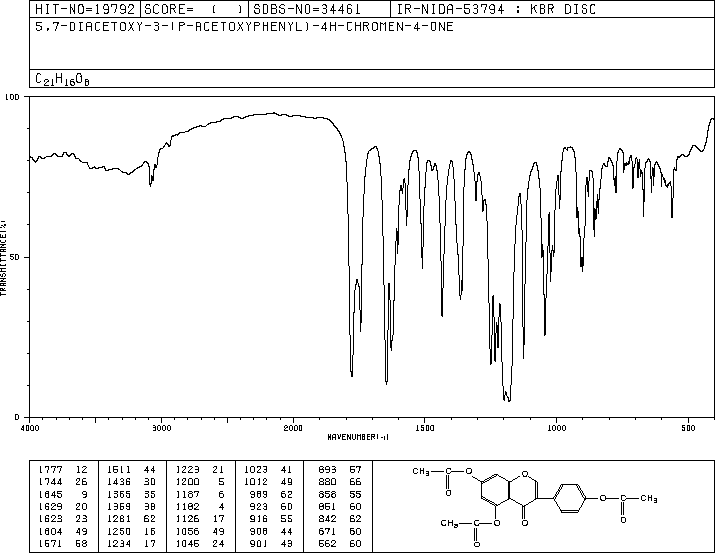 HIT-NO=19792 SCORE= ( ) SDBS-NO=34461 IR-NIDA-53794 : KBR DISC
5,7-DIACETOXY-3-(P-ACETOXYPHENYL)-4H-CHROMEN-4-ONE
C21H16O8
100
50
0
TRANSMITTANCE(%)
4000 3000 2000 1500 1000 500
WAVENUMBER(-1)
1777 12 1511 44 1223 21 1023 41 893 57
1744 26 1436 30 1200 5 1012 49 880 66
1645 9 1365 35 1187 6 989 62 858 55
1629 20 1359 38 1182 4 923 60 851 60
1623 23 1281 62 1126 17 916 55 842 62
1604 49 1250 16 1056 49 908 44 671 60
1571 58 1234 17 1045 24 901 43 562 60
CH3 C O O O O C CH3 O
CH3 C O O O